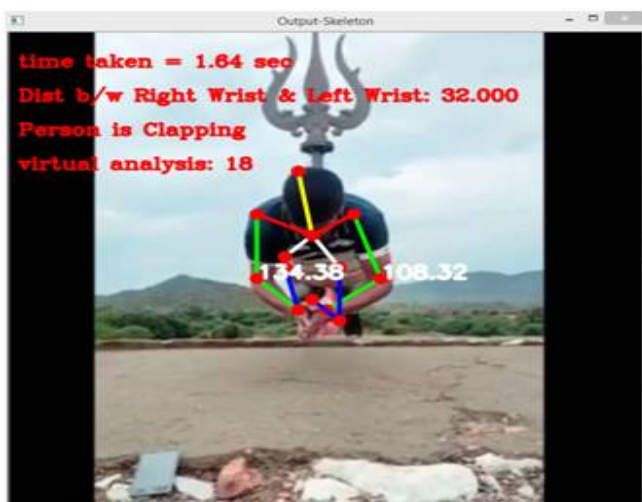 Output-Skeleton
time taken = 1.64 sec
Dist b/w Right Wrist & Left Wrist: 32.000
Person is Clapping
virtual analysis: 18
134.38
108.32